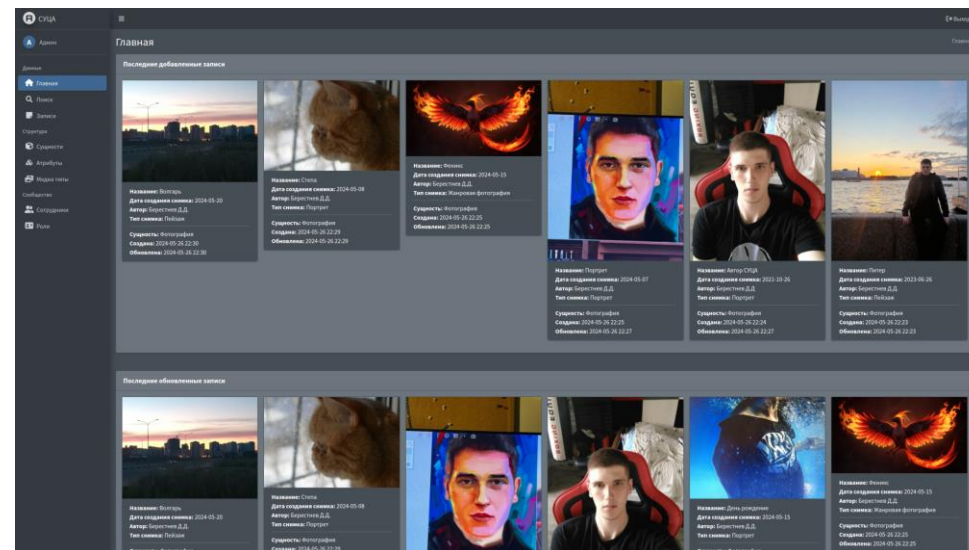 СУЦА
Выход
Админ
Главная
Данные
Главная
Поиск
Записи
Структура
Сущности
Атрибуты
Медиа типы
Сообщество
Сотрудники
Роли
Последние добавленные записи
Название: Волгарь
Дата создания снимка: 2024-05-20
Автор: Берестнев Д.Д.
Тип снимка: Пейзаж
Сущность: Фотография
Создана: 2024-05-26 22:30
Обновлена: 2024-05-26 22:30
Название: Степа
Дата создания снимка: 2024-05-08
Автор: Берестнев Д.Д.
Тип снимка: Портрет
Сущность: Фотография
Создана: 2024-05-26 22:29
Обновлена: 2024-05-26 22:29
Название: Феникс
Дата создания снимка: 2024-05-15
Автор: Берестнев Д.Д.
Тип снимка: Жанровая фотография
Сущность: Фотография
Создана: 2024-05-26 22:25
Обновлена: 2024-05-26 22:25
Название: Портрет
Дата создания снимка: 2024-05-07
Автор: Берестнев Д.Д.
Тип снимка: Портрет
Сущность: Фотография
Создана: 2024-05-26 22:25
Обновлена: 2024-05-26 22:27
Название: Автор СУЦА
Дата создания снимка: 2023-10-26
Автор: Берестнев Д.Д.
Тип снимка: Портрет
Сущность: Фотография
Создана: 2024-05-26 22:24
Обновлена: 2024-05-26 22:27
Название: Питер
Дата создания снимка: 2023-06-26
Автор: Берестнев Д.Д.
Тип снимка: Пейзаж
Сущность: Фотография
Создана: 2024-05-26 22:23
Обновлена: 2024-05-26 22:23
Последние обновленные записи
Название: Волгарь
Дата создания снимка: 2024-05-20
Автор: Берестнев Д.Д.
Тип снимка: Пейзаж
Название: Степа
Дата создания снимка: 2024-05-08
Автор: Берестнев Д.Д.
Тип снимка: Портрет
Сущность: Фотография
Создана: 2024-05-26 22:29
Название: День рождение
Дата создания снимка: 2024-05-15
Автор: Берестнев Д.Д.
Тип снимка: Портрет
Название: Феникс
Дата создания снимка: 2024-05-15
Автор: Берестнев Д.Д.
Тип снимка: Жанровая фотография
Сущность: Фотография
Создана: 2024-05-26 22:25
Обновлена: 2024-05-26 22:25